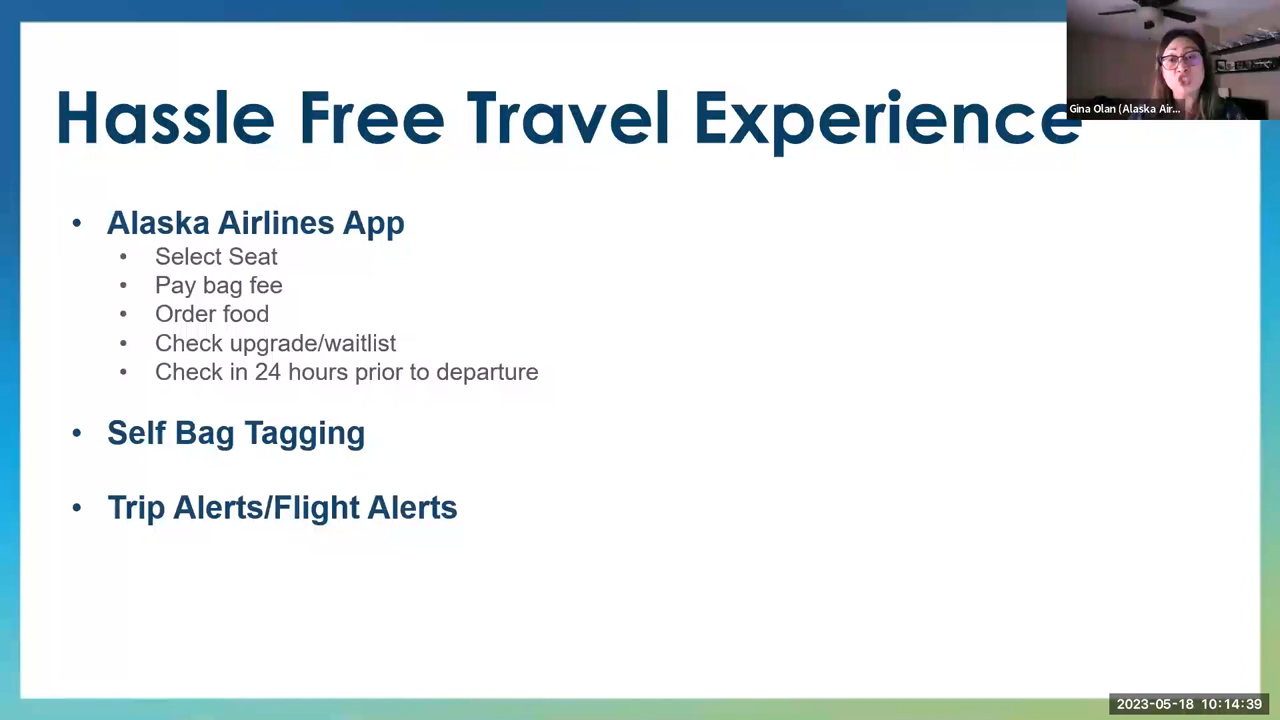 Hassle Free Travel Experience
Gina Olan (Alaska Air...
• Alaska Airlines App
• Select Seat
• Pay bag fee
• Order food
• Check upgrade/waitlist
• Check in 24 hours prior to departure
• Self Bag Tagging
• Trip Alerts/Flight Alerts
2023-05-18 10:14:39